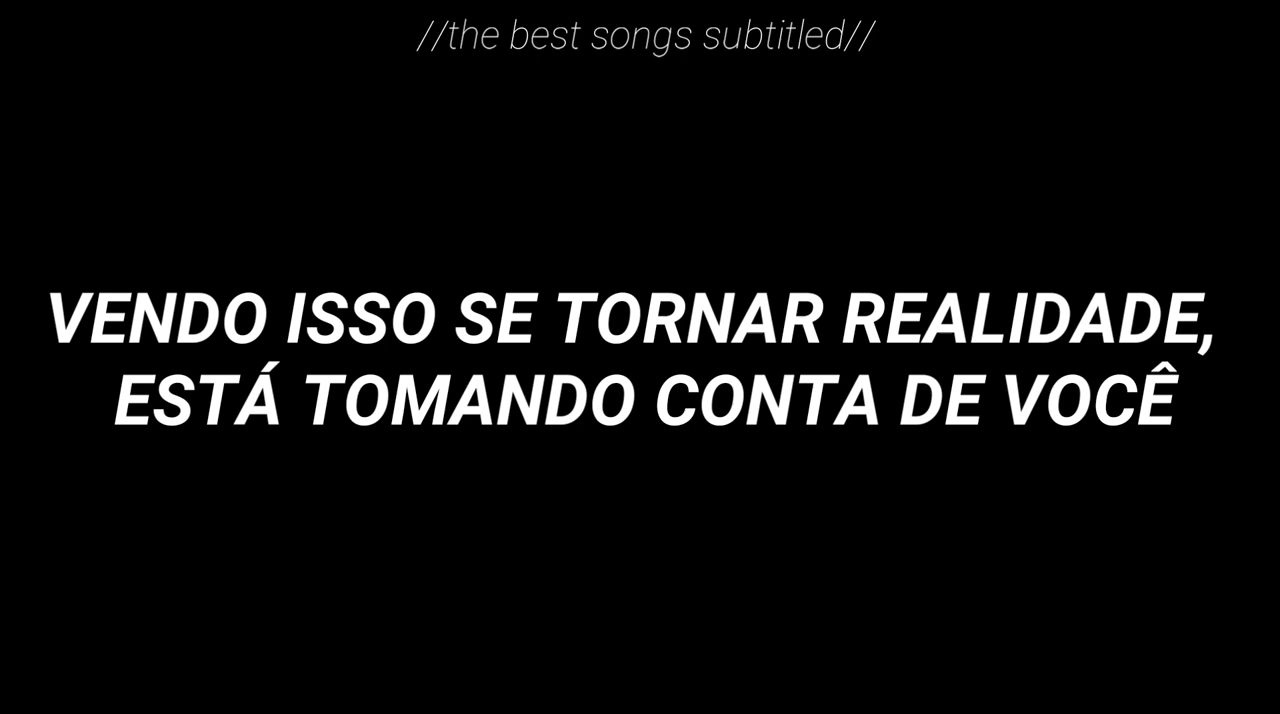 //the best songs subtitled//
VENDO ISSO SE TORNAR REALIDADE,
ESTÁ TOMANDO CONTA DE VOCÊ